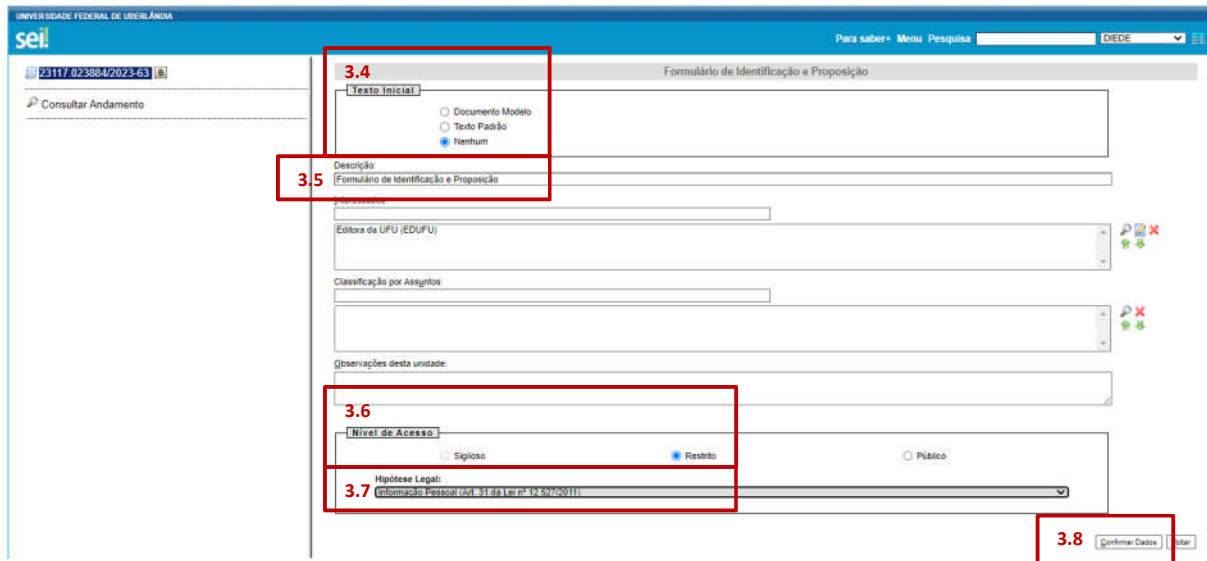 UNIVERSIDADE FEDERAL DE UBERLÂNDIA
sei!
Para saber+ Menu Pesquisa DIEDE
23117.023884/2023-63
Consultar Andamento
3.4
Formulário de Identificação e Proposição
Texto Inicial
Documento Modelo
Texto Padrão
Nenhum
Descrição:
3.5 Formulário de Identificação e Proposição
Interessados:
Editora da UFU (EDUFU)
Classificação por Assuntos:
Observações desta unidade:
3.6
Nível de Acesso
Sigiloso Restrito Público
Hipótese Legal:
3.7 Informação Pessoal (Art. 31 da Lei nº 12.527/2011)
3.8 Confirmar Dados Voltar